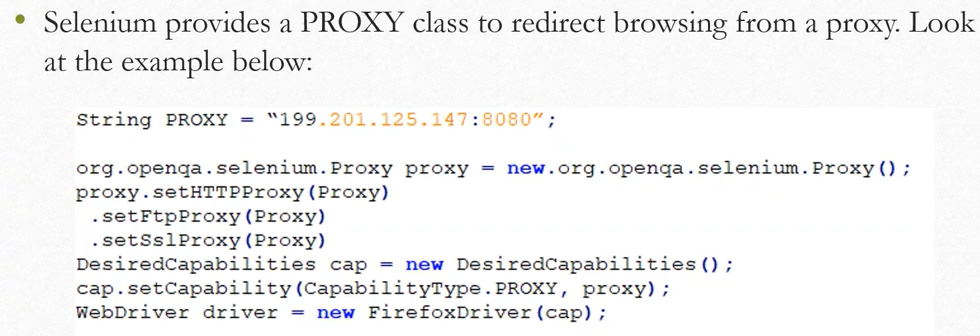 • Selenium provides a PROXY class to redirect browsing from a proxy. Look
at the example below:
String PROXY = “199.201.125.147:8080”;
org.openqa.selenium.Proxy proxy = new.org.openqa.selenium.Proxy();
proxy.setHTTPProxy(Proxy)
.setFtpProxy(Proxy)
.setSslProxy(Proxy)
DesiredCapabilities cap = new DesiredCapabilities();
cap.setCapability(CapabilityType.PROXY, proxy);
WebDriver driver = new FirefoxDriver(cap);